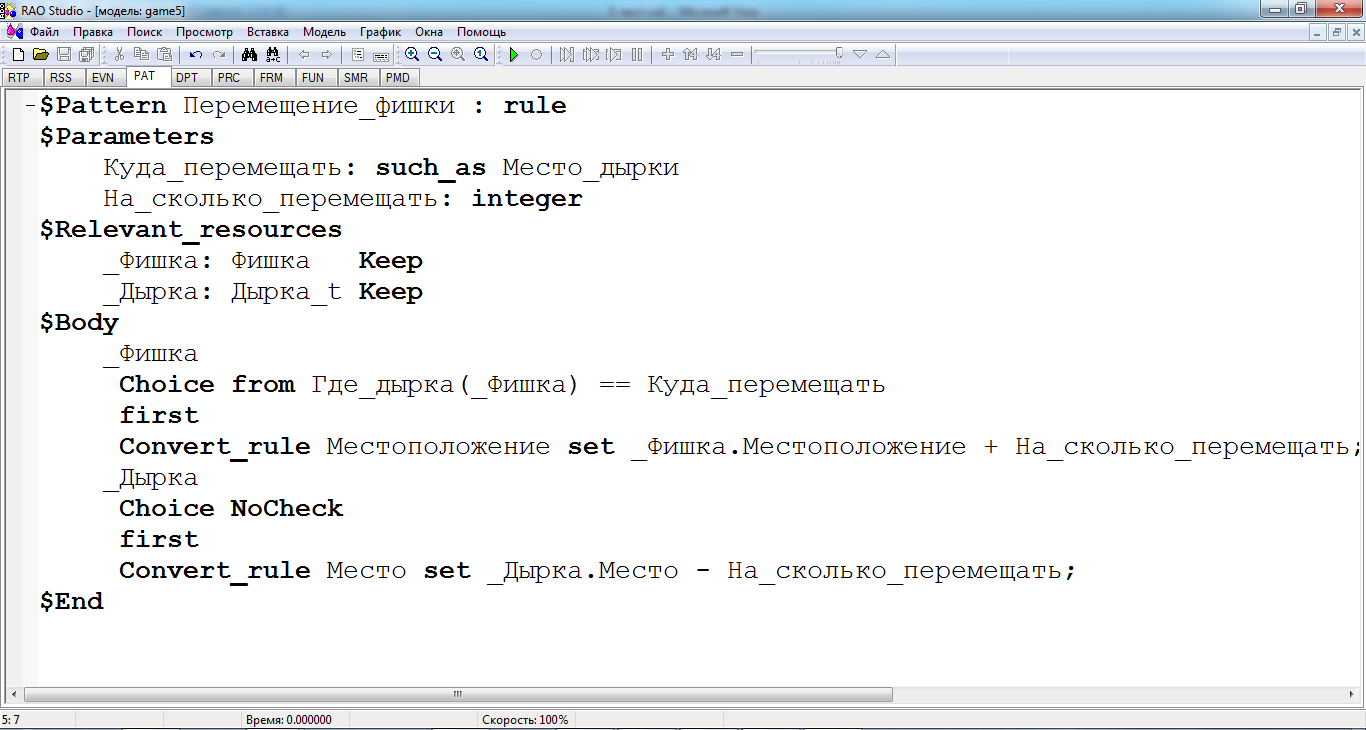 RAO Studio - [модель: game5]
Файл Правка Поиск Просмотр Вставка Модель График Окна Помощь
RTP RSS EVN PAT DPT PRC FRM FUN SMR PMD
$Pattern Перемещение_фишки : rule
$Parameters
Куда_перемещать: such_as Место_дырки
На_сколько_перемещать: integer
$Relevant_resources
_Фишка: Фишка Keep
_Дырка: Дырка_t Keep
$Body
_Фишка
Choice from Где_дырка(_Фишка) == Куда_перемещать
first
Convert_rule Местоположение set _Фишка.Местоположение + На_сколько_перемещать;
_Дырка
Choice NoCheck
first
Convert_rule Место set _Дырка.Место - На_сколько_перемещать;
$End
5: 7 Время: 0.000000 Скорость: 100%